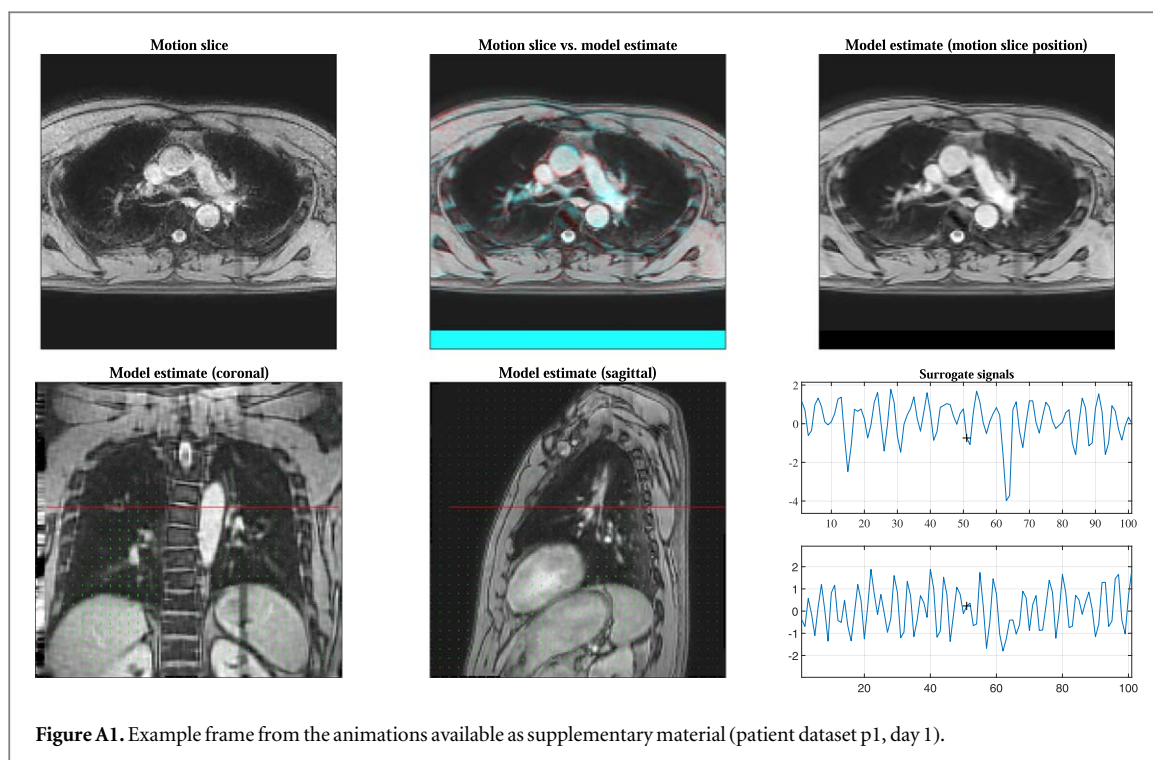 Motion slice
Motion slice vs. model estimate
Model estimate (motion slice position)
Model estimate (coronal)
Model estimate (sagittal)
Surrogate signals
2
0
-2
-4
10 20 30 40 50 60 70 80 90 100
2
1
0
-1
-2
20 40 60 80 100
Figure A1. Example frame from the animations available as supplementary material (patient dataset p1, day 1).